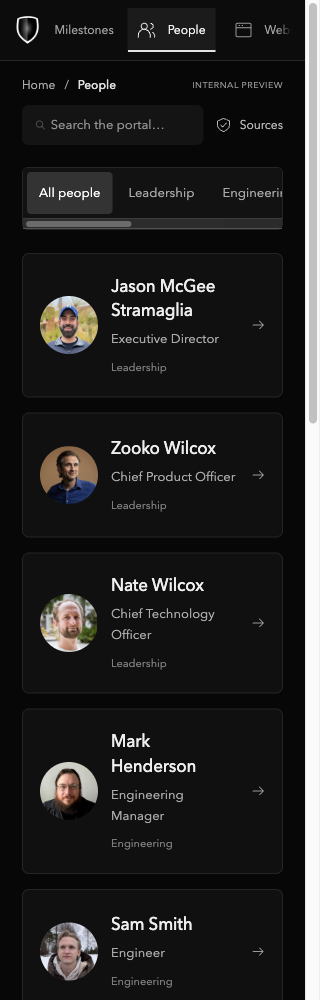 Milestones
People
Web
Home / People
INTERNAL PREVIEW
Search the portal...
Sources
All people
Leadership
Engineerin
Jason McGee
Stramaglia
Executive Director
Leadership
Zooko Wilcox
Chief Product Officer
Leadership
Nate Wilcox
Chief Technology
Officer
Leadership
Mark
Henderson
Engineering
Manager
Engineering
Sam Smith
Engineer
Engineering